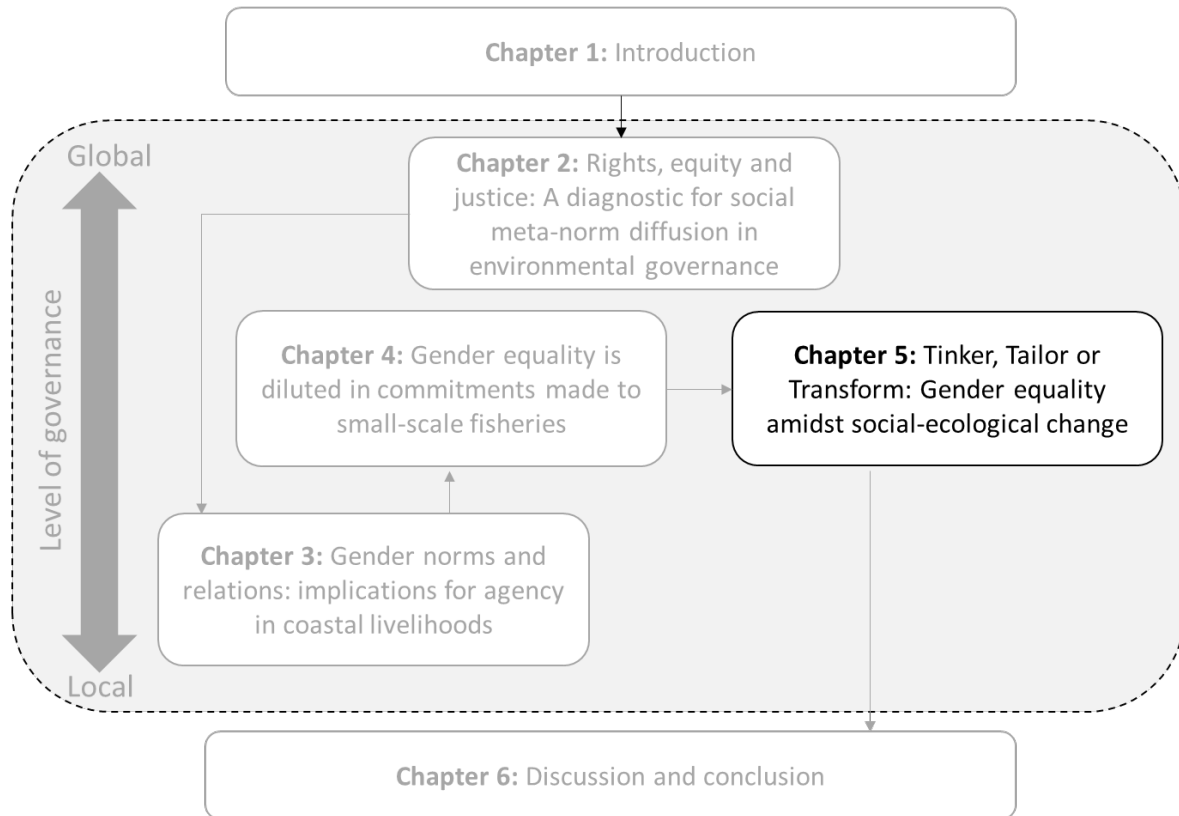 Chapter 1: Introduction
Global
Level of governance
Local
Chapter 2: Rights, equity and
justice: A diagnostic for social
meta-norm diffusion in
environmental governance
Chapter 4: Gender equality is
diluted in commitments made to
small-scale fisheries
Chapter 5: Tinker, Tailor or
Transform: Gender equality
amidst social-ecological change
Chapter 3: Gender norms and
relations: implications for agency
in coastal livelihoods
Chapter 6: Discussion and conclusion